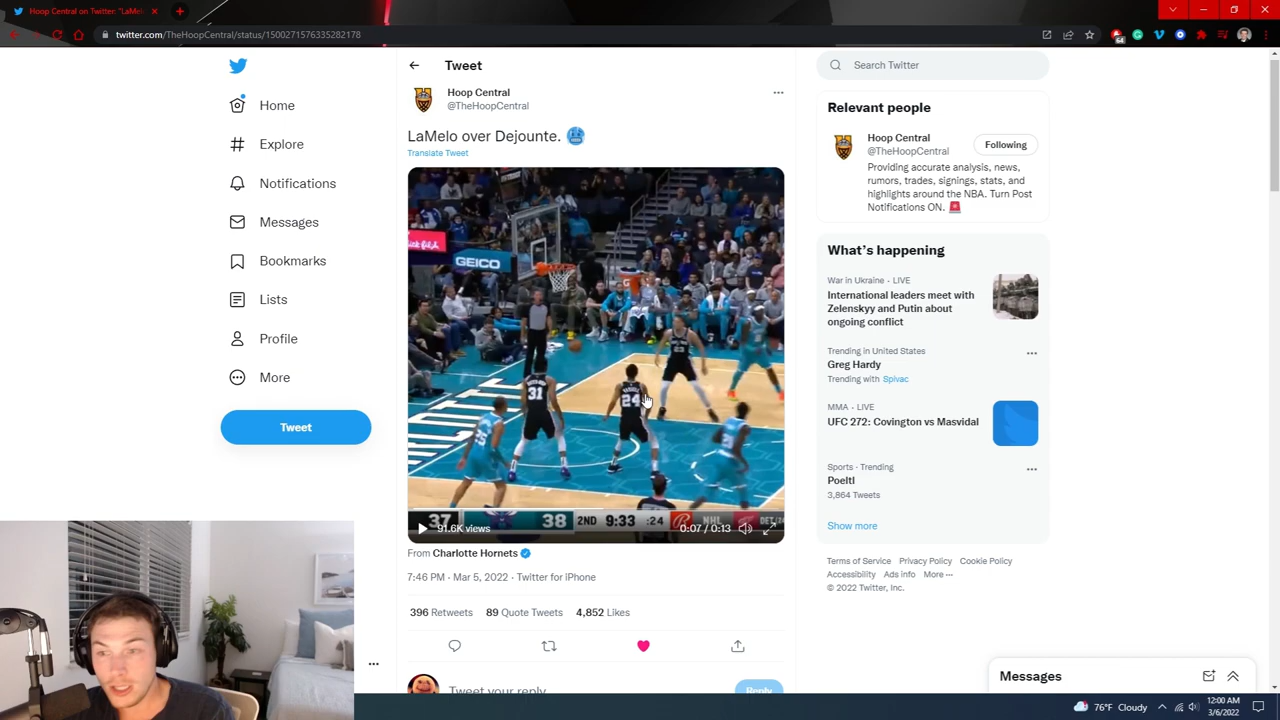 Hoop Central on Twitter: "LaMel
twitter.com/TheHoopCentral/status/1500271576335282178
64
Home
Explore
Notifications
Messages
Bookmarks
Lists
Profile
More
Tweet
Tweet
Hoop Central
@TheHoopCentral
LaMelo over Dejounte. 🥶
Translate Tweet
GEICO
31
24
23
25
37
38
2ND
9:33
:24
NHL
DET
91.6K views
0:07 / 0:13
From Charlotte Hornets
7:46 PM · Mar 5, 2022 · Twitter for iPhone
396 Retweets
89 Quote Tweets
4,852 Likes
Tweet your reply
Reply
Search Twitter
Relevant people
Hoop Central
@TheHoopCentral
Following
Providing accurate analysis, news,
rumors, trades, signings, stats, and
highlights around the NBA. Turn Post
Notifications ON. 🚨
What's happening
War in Ukraine · LIVE
International leaders meet with
Zelenskyy and Putin about
ongoing conflict
Trending in United States
Greg Hardy
Trending with Spivac
MMA · LIVE
UFC 272: Covington vs Masvidal
Sports · Trending
Poeltl
3,864 Tweets
Show more
Terms of Service Privacy Policy Cookie Policy
Accessibility Ads info More ···
© 2022 Twitter, Inc.
Messages
76°F Cloudy
12:00 AM
3/6/2022